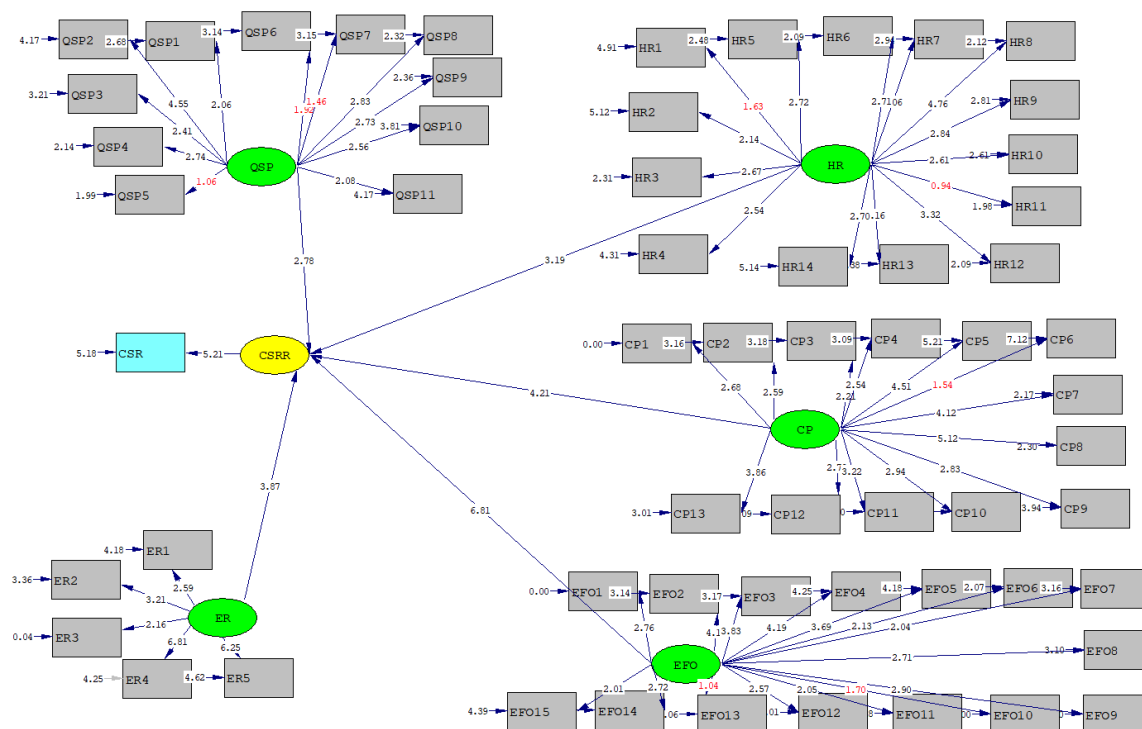 4.17 QSP2 2.68 QSP1 3.14 QSP6 3.15 QSP7 2.32 QSP8
3.21 QSP3
2.36 QSP9
2.14 QSP4
3.81 QSP10
1.99 QSP5
4.17 QSP11
4.55 2.06 1.92 1.46 2.83
2.41 2.73
2.74 2.56
1.06 2.08
QSP
4.91 HR1 2.48 HR5 2.09 HR6 2.94 HR7 2.12 HR8
5.12 HR2
2.81 HR9
2.31 HR3
2.61 HR10
4.31 HR4
1.98 HR11
5.14 HR14 HR13 2.09 HR12
1.63 2.72 2.71 4.76
2.14 2.84
2.67 2.61
2.54 0.94
2.70 3.32
HR
2.78
3.19
5.18 CSR 5.21 CSRR
4.21
3.87
6.81
0.00 CP1 3.16 CP2 3.18 CP3 3.09 CP4 5.21 CP5 7.12 CP6
2.17 CP7
2.30 CP8
3.94 CP9
3.01 CP13 CP12 CP11 CP10
2.68 2.59 2.21 2.54 4.51 1.54
4.12
5.12
2.83
3.86 3.22 2.94
CP
4.18 ER1
3.36 ER2
0.04 ER3
4.25 ER4 4.62 ER5
2.59
3.21
2.16
6.81 6.25
ER
0.00 EFO1 3.14 EFO2 3.17 EFO3 4.25 EFO4 4.18 EFO5 2.07 EFO6 3.16 EFO7
3.10 EFO8
4.39 EFO15 EFO14 EFO13 EFO12 EFO11 EFO10 EFO9
2.76 3.83 4.19 3.69 2.13 2.04
2.71
2.01 2.72 1.04 2.57 2.05 1.70 2.90
EFO